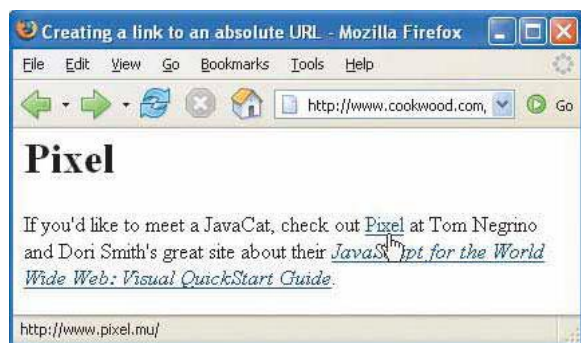 Creating a link to an absolute URL - Mozilla Firefox
File Edit View Go Bookmarks Tools Help
http://www.cookwood.com, Go
Pixel
If you'd like to meet a JavaCat, check out Pixel at Tom Negrino
and Dori Smith's great site about their JavaScript for the World
Wide Web: Visual QuickStart Guide.
http://www.pixel.mu/